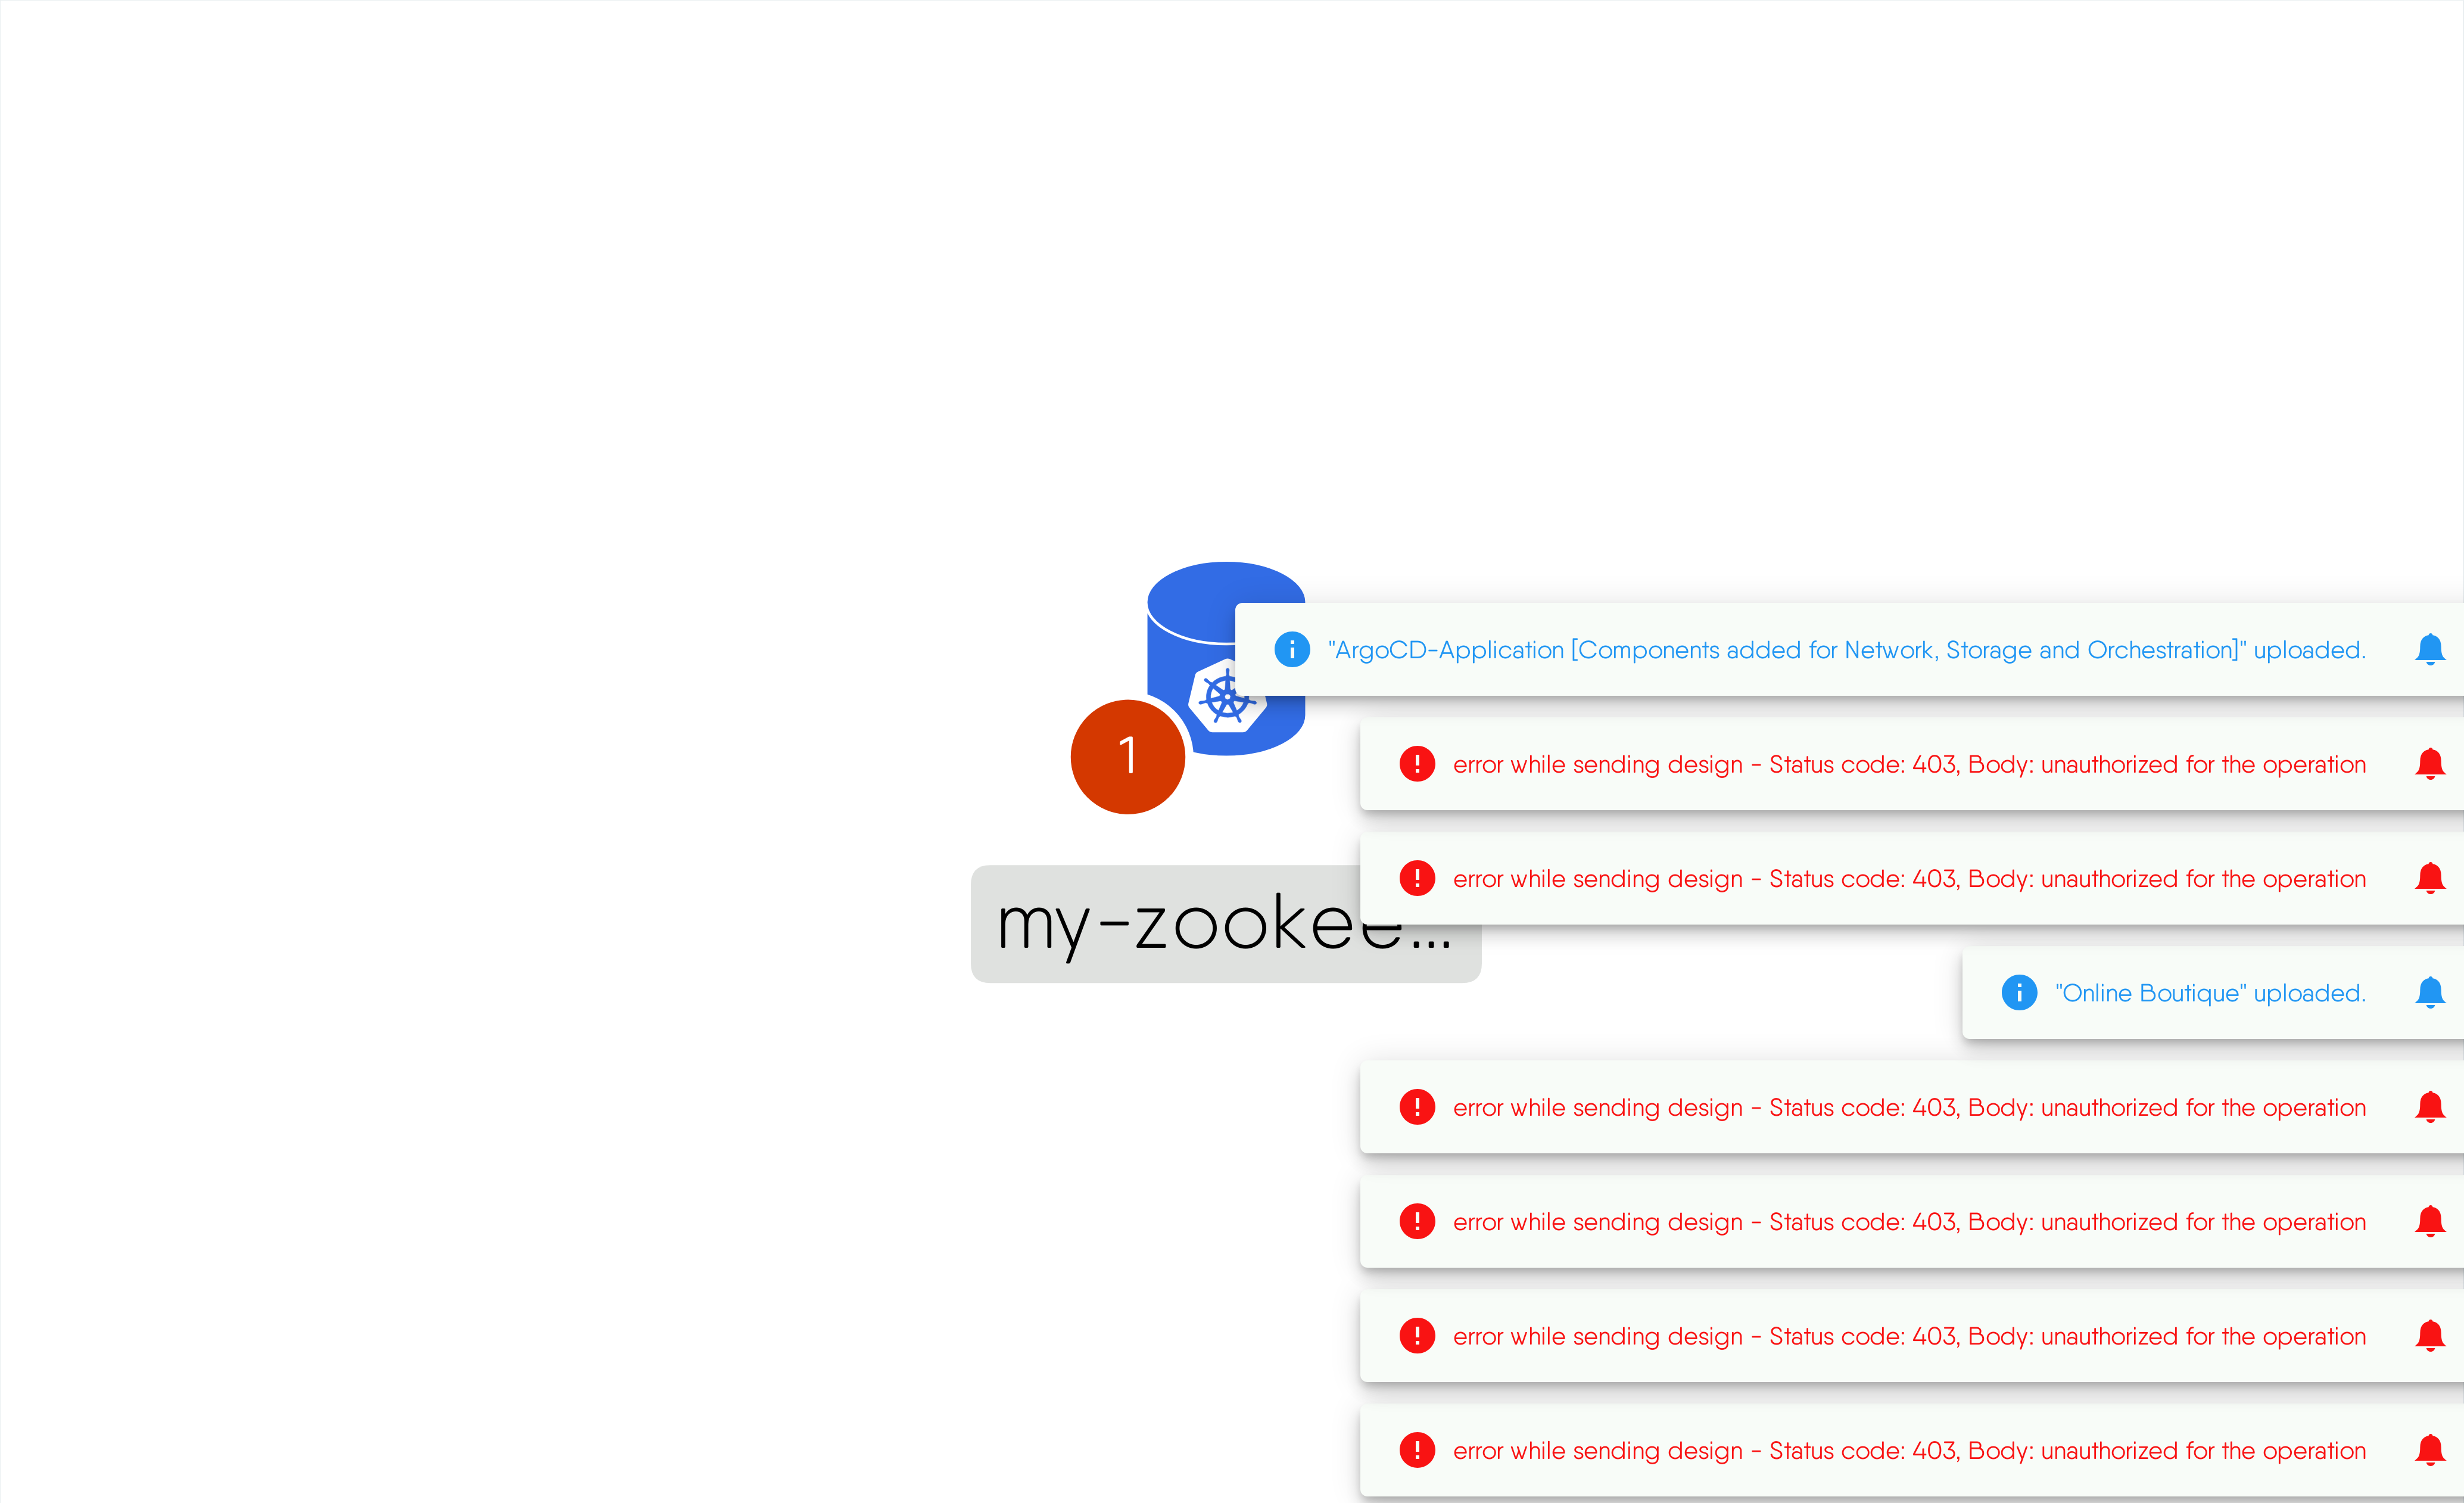 "ArgoCD-Application [Components added for Network, Storage and Orchestration]" uploaded.
1
error while sending design - Status code: 403, Body: unauthorized for the operation
error while sending design - Status code: 403, Body: unauthorized for the operation
my-zookee...
"Online Boutique" uploaded.
error while sending design - Status code: 403, Body: unauthorized for the operation
error while sending design - Status code: 403, Body: unauthorized for the operation
error while sending design - Status code: 403, Body: unauthorized for the operation
error while sending design - Status code: 403, Body: unauthorized for the operation